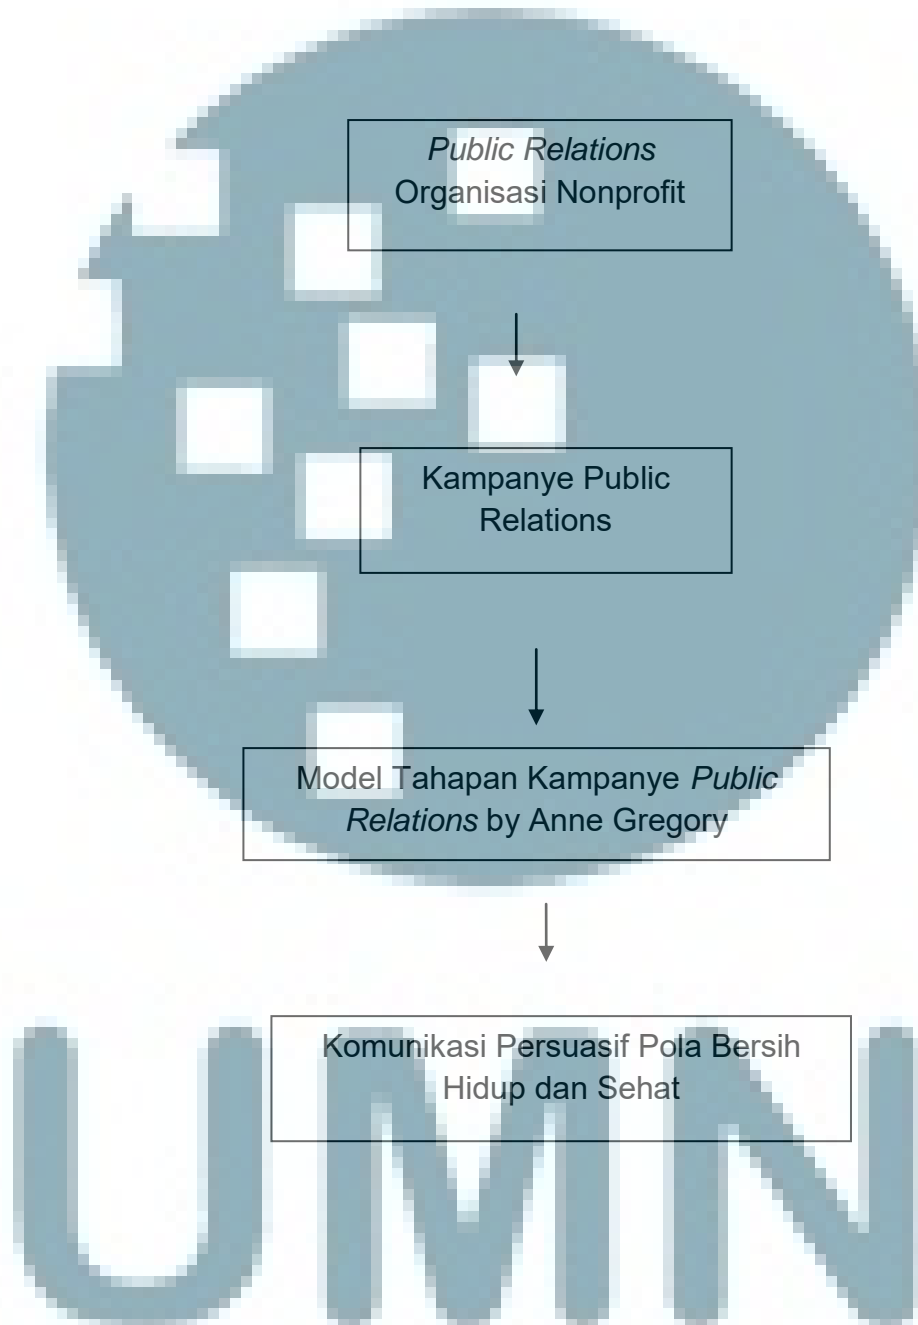 Public Relations
Organisasi Nonprofit
Kampanye Public
Relations
Model Tahapan Kampanye Public
Relations by Anne Gregory
Komunikasi Persuasif Pola Bersih
Hidup dan Sehat
UMN